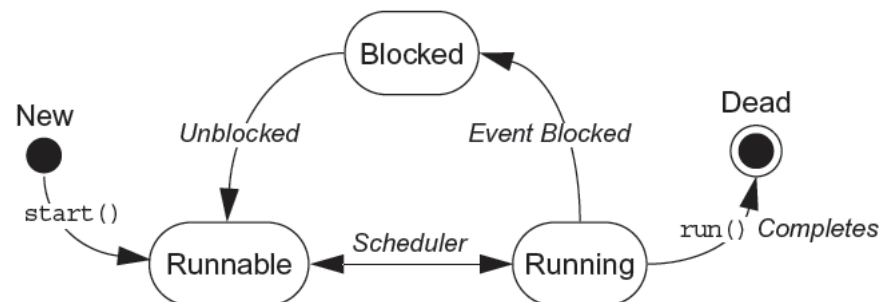 Blocked
Dead
New
Unblocked
Event Blocked
start()
run() Completes
Scheduler
Runnable
Running